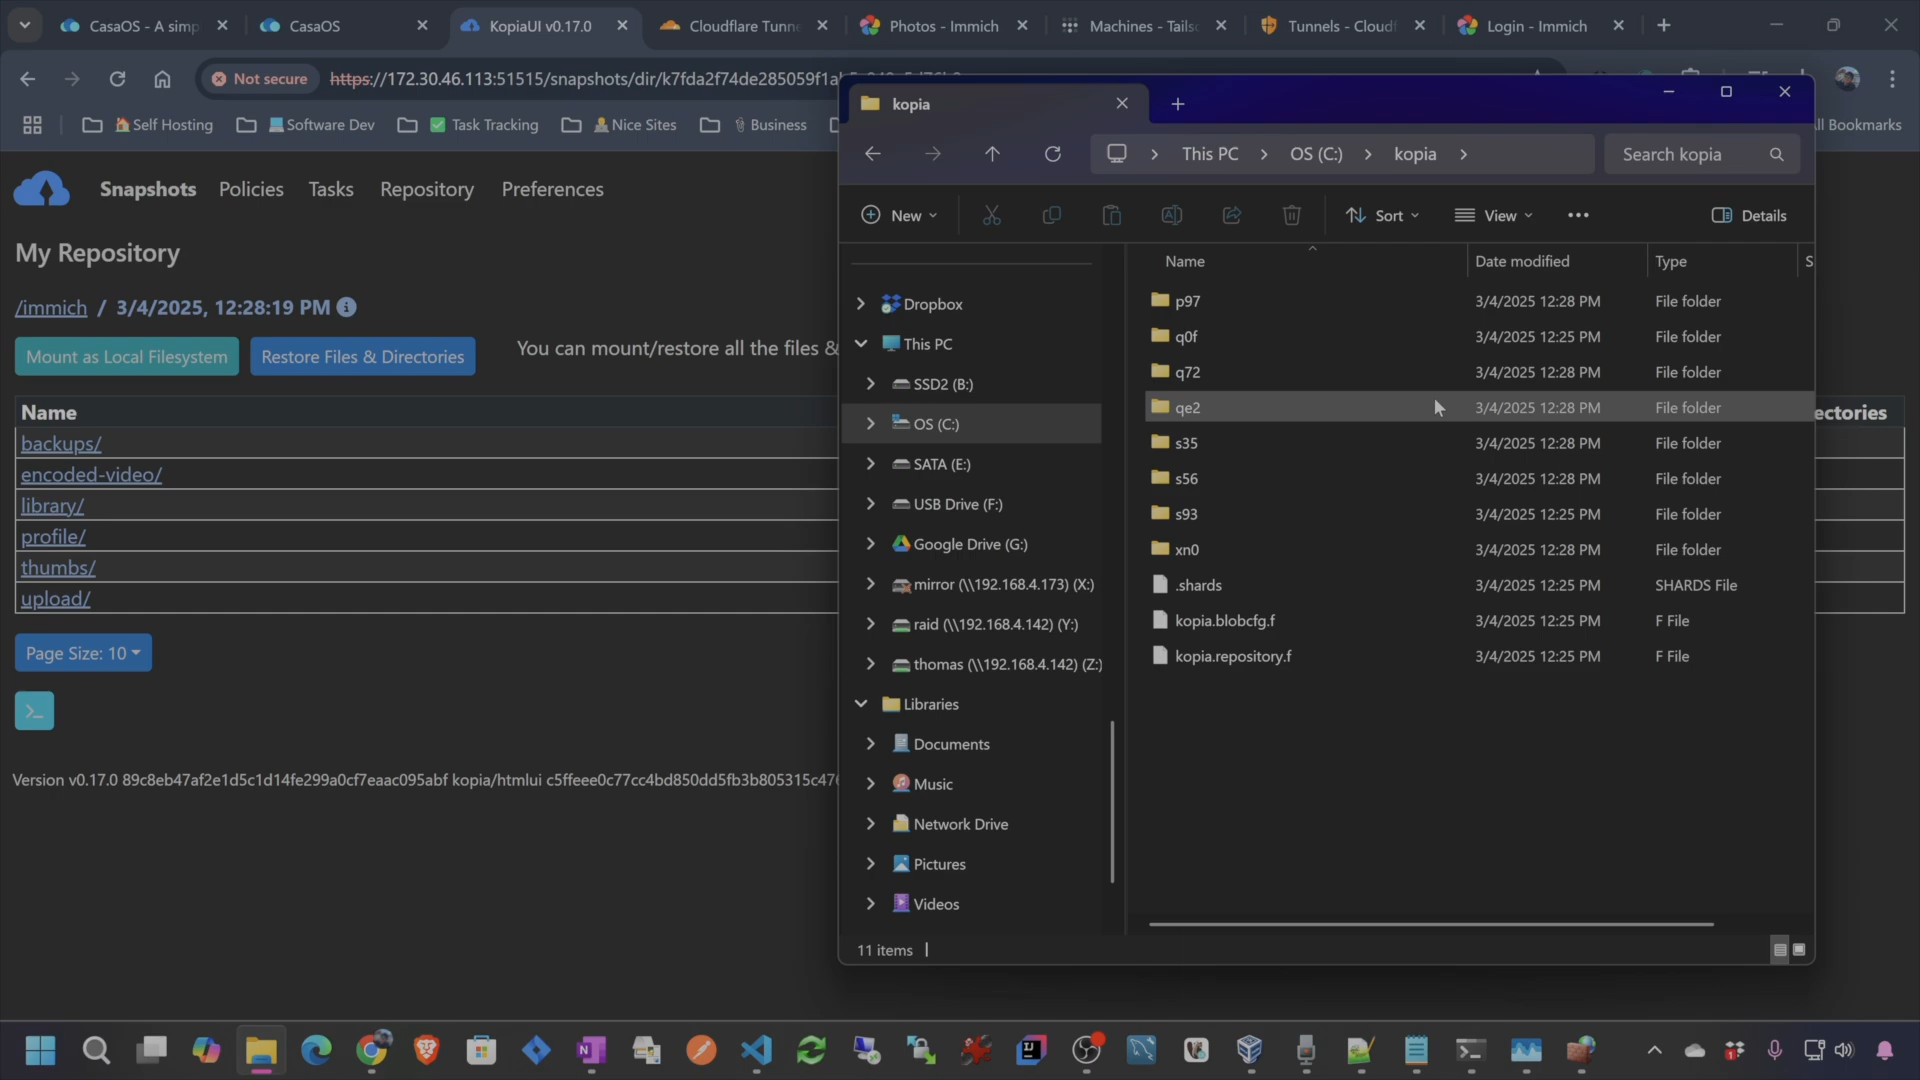 CasaOS - A simp
CasaOS
KopiaUI v0.17.0
Cloudflare Tunn
Photos - Immich
Machines - Tails
Tunnels - Cloudf
Login - Immich
Not secure
https://172.30.46.113:51515/snapshots/dir/k7fda2f74de285059f1a
Self Hosting
Software Dev
Task Tracking
Nice Sites
Business
ll Bookmarks
Snapshots
Policies
Tasks
Repository
Preferences
My Repository
/immich / 3/4/2025, 12:28:19 PM
Mount as Local Filesystem
Restore Files & Directories
You can mount/restore all the files &
Name
ectories
backups/
encoded-video/
library/
profile/
thumbs/
upload/
Page Size: 10
>_
Version v0.17.0 89c8eb47af2e1d5c1d14fe299a0cf7eaac095abf kopia/htmlui c5ffeee0c77cc4bd850dd5fb3b805315c476
kopia
This PC > OS (C:) > kopia >
Search kopia
New
Sort
View
Details
Dropbox
This PC
SSD2 (B:)
OS (C:)
SATA (E:)
USB Drive (F:)
Google Drive (G:)
mirror (\\192.168.4.173) (X:)
raid (\\192.168.4.142) (Y:)
thomas (\\192.168.4.142) (Z:)
Libraries
Documents
Music
Network Drive
Pictures
Videos
Name Date modified Type S
p97 3/4/2025 12:28 PM File folder
q0f 3/4/2025 12:25 PM File folder
q72 3/4/2025 12:28 PM File folder
qe2 3/4/2025 12:28 PM File folder
s35 3/4/2025 12:28 PM File folder
s56 3/4/2025 12:28 PM File folder
s93 3/4/2025 12:25 PM File folder
xn0 3/4/2025 12:28 PM File folder
.shards 3/4/2025 12:25 PM SHARDS File
kopia.blobcfg.f 3/4/2025 12:25 PM F File
kopia.repository.f 3/4/2025 12:25 PM F File
11 items